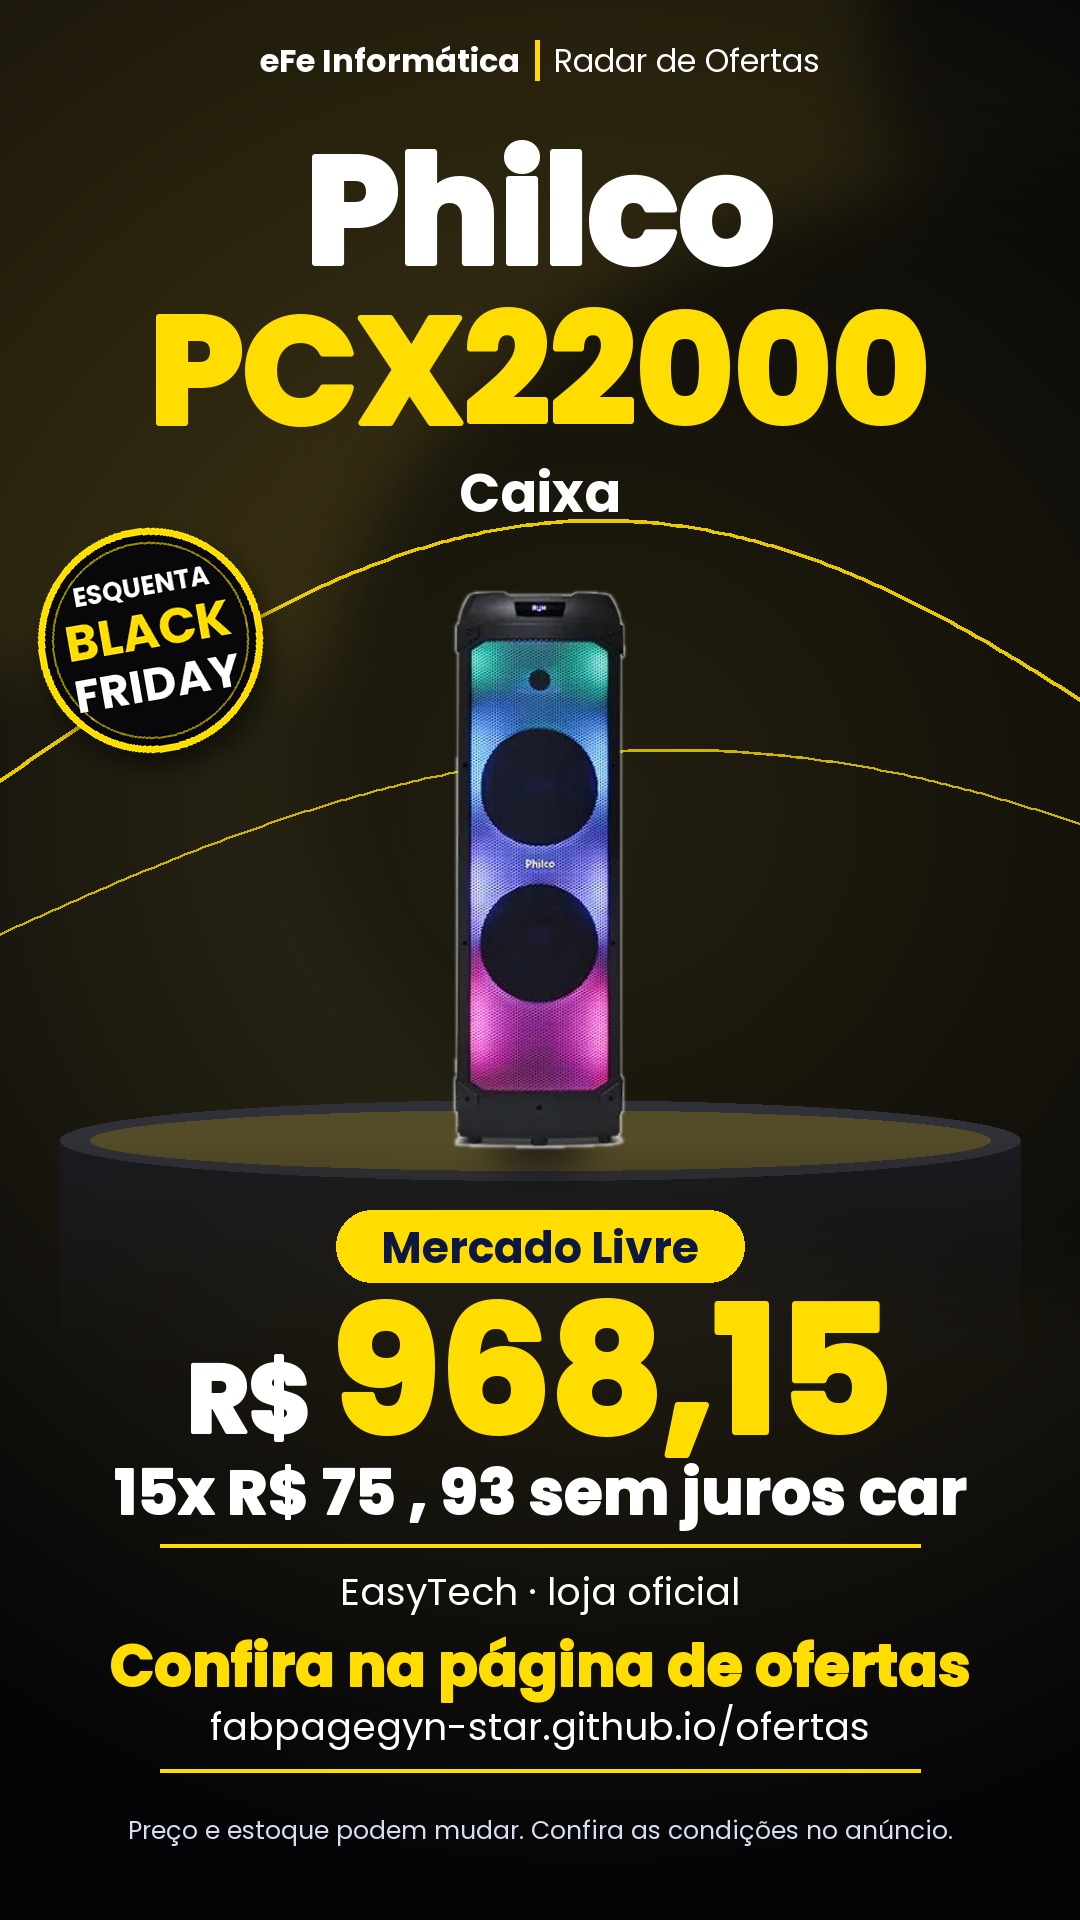 eFe Informática | Radar de Ofertas
Philco
PCX22000
Caixa
ESQUENTA
BLACK
FRIDAY
Philco
Mercado Livre
R$ 968,15
15x R$ 75 , 93 sem juros car
EasyTech · loja oficial
Confira na página de ofertas
fabpagegyn-star.github.io/ofertas
Preço e estoque podem mudar. Confira as condições no anúncio.